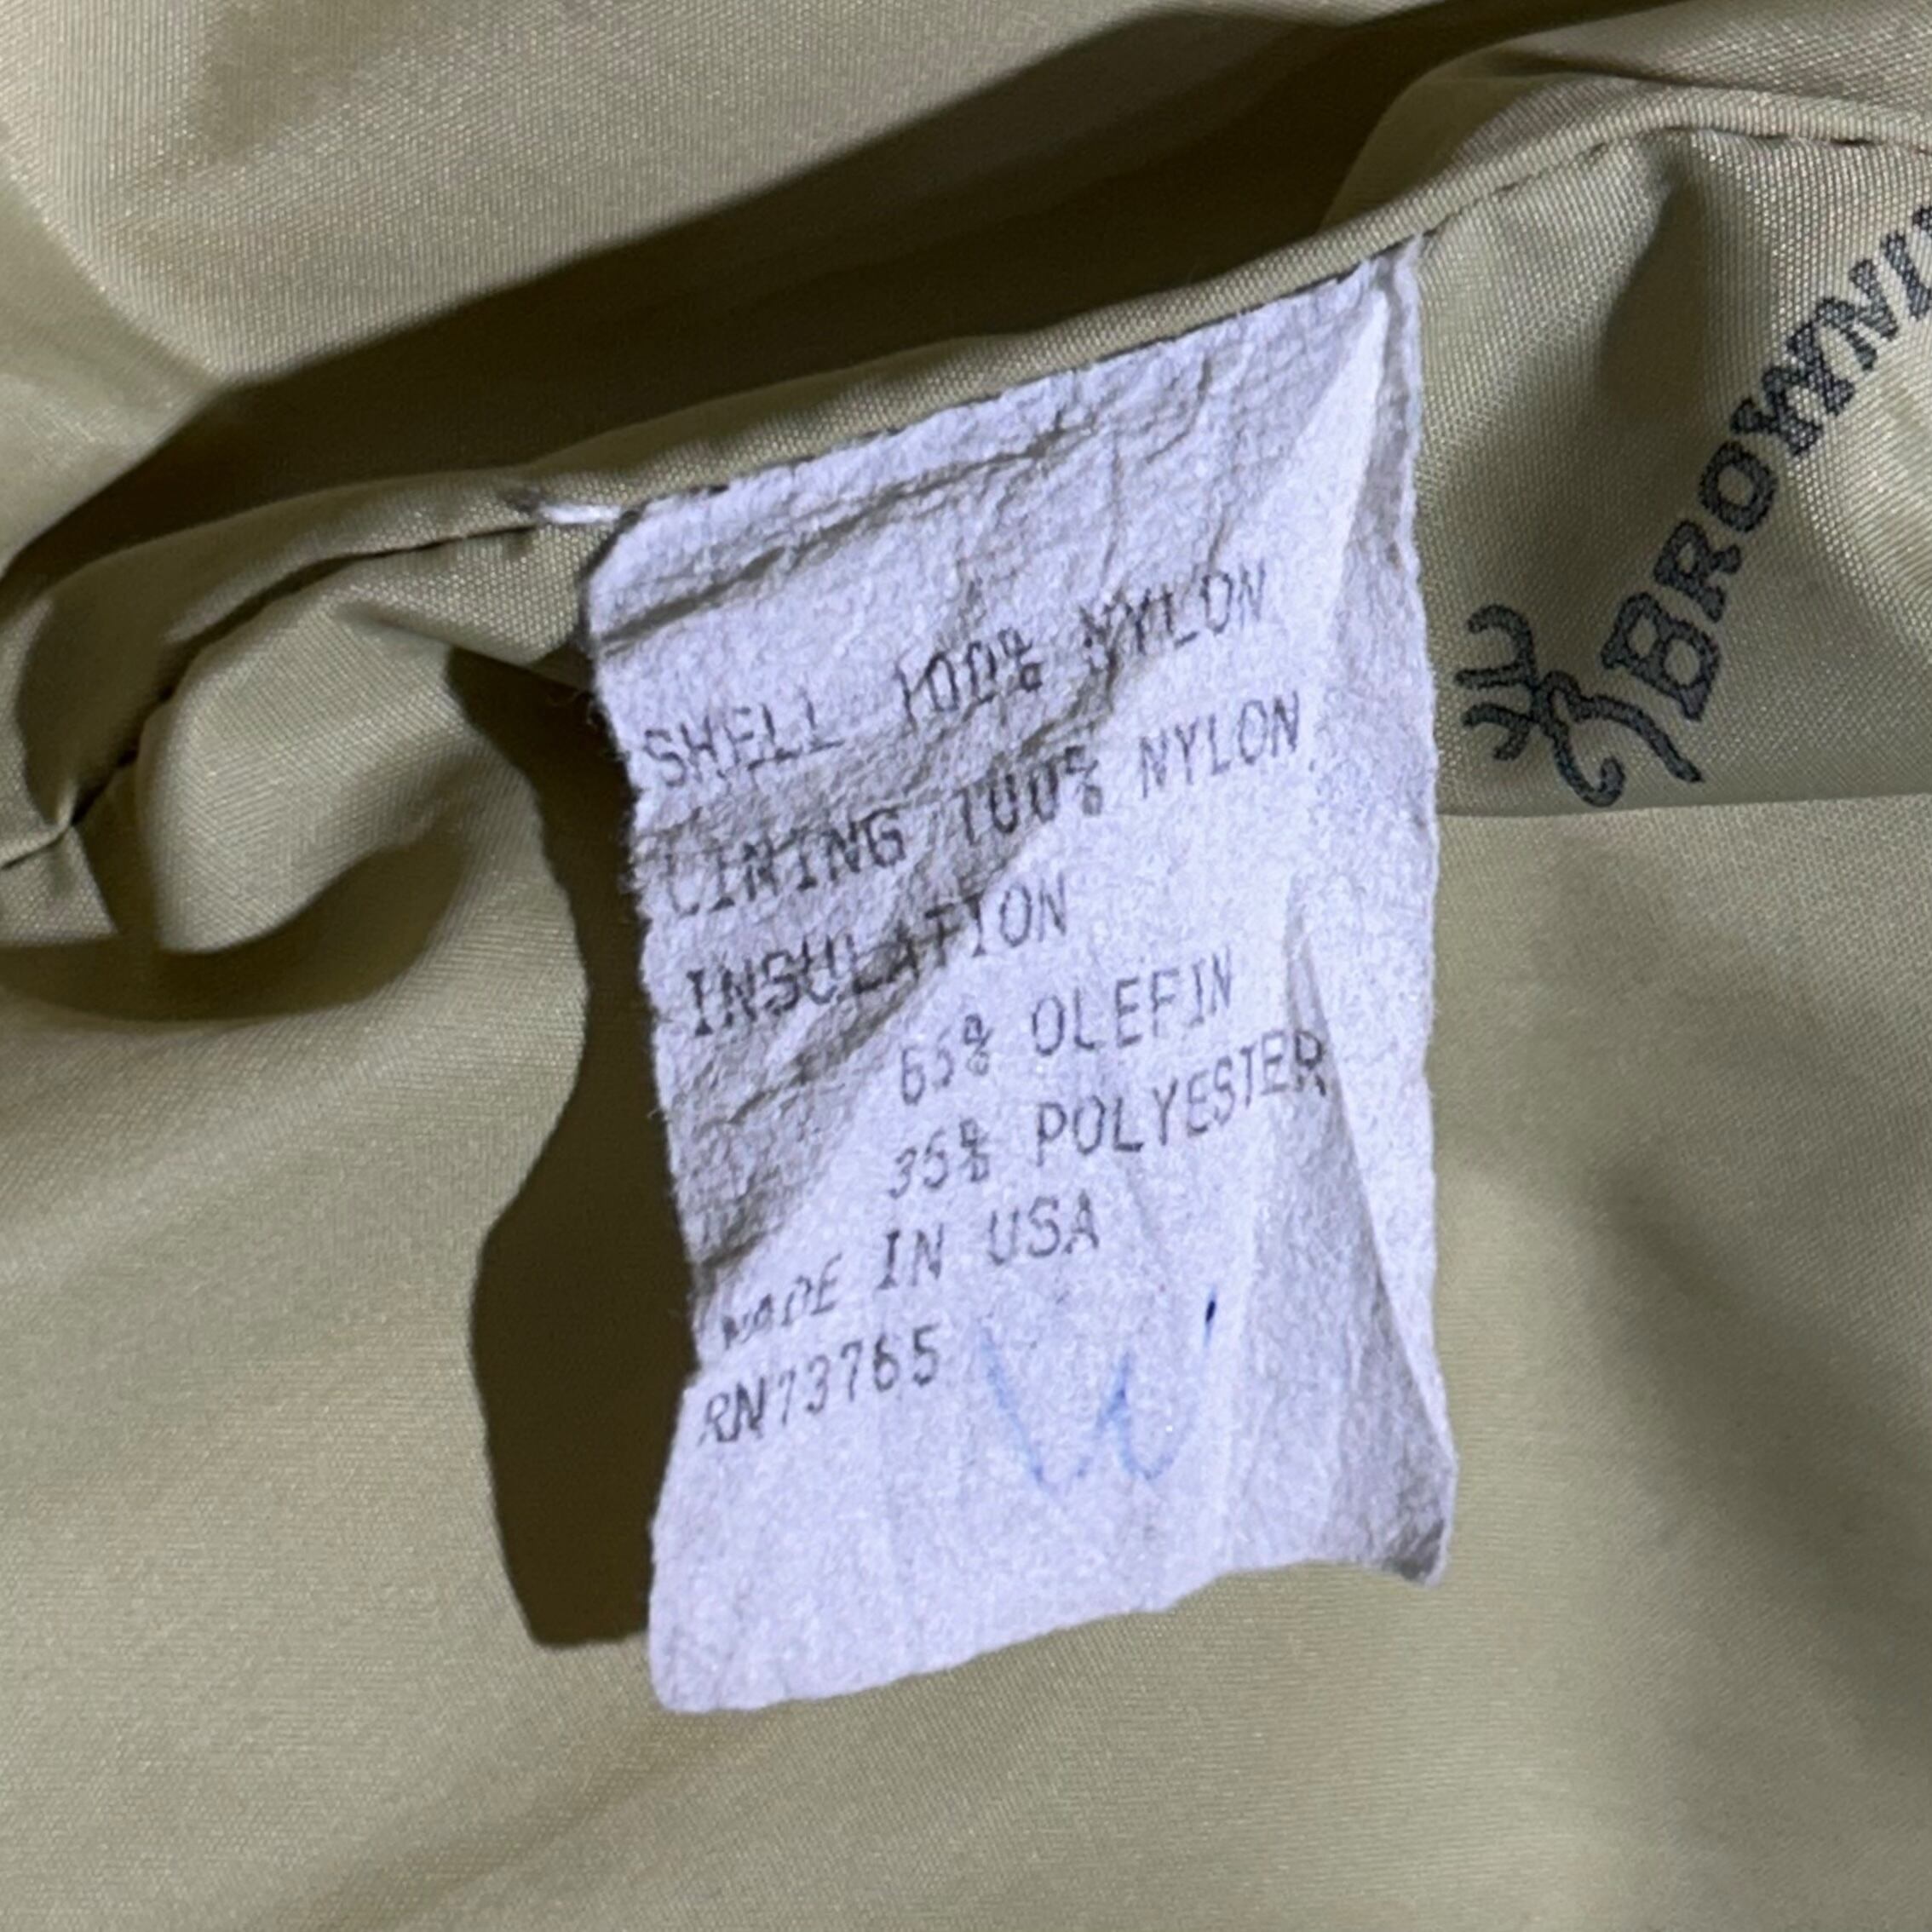 SHELL 100% NYLON
LINING 100% NYLON
INSULATION
65% OLEFIN
35% POLYESTER
MADE IN USA
RN73765
W
BROWNI